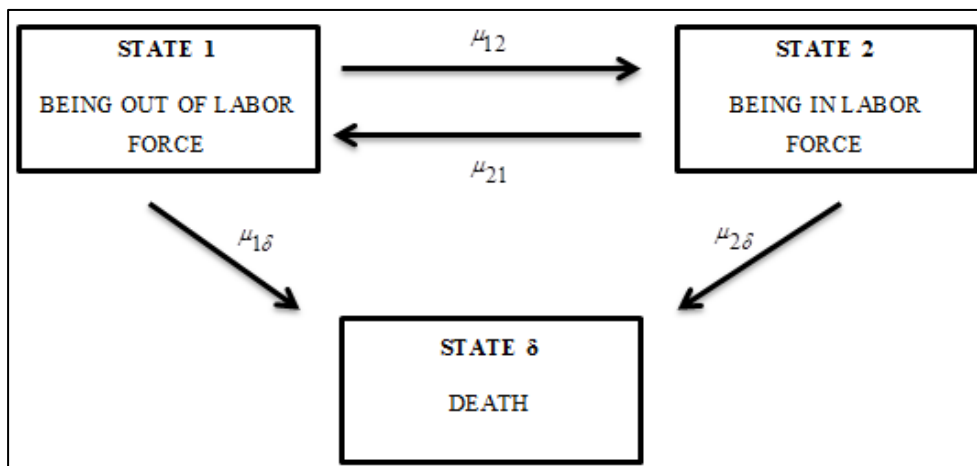 STATE 1
BEING OUT OF LABOR
FORCE
μ12
μ21
STATE 2
BEING IN LABOR
FORCE
μ1δ
μ2δ
STATE δ
DEATH